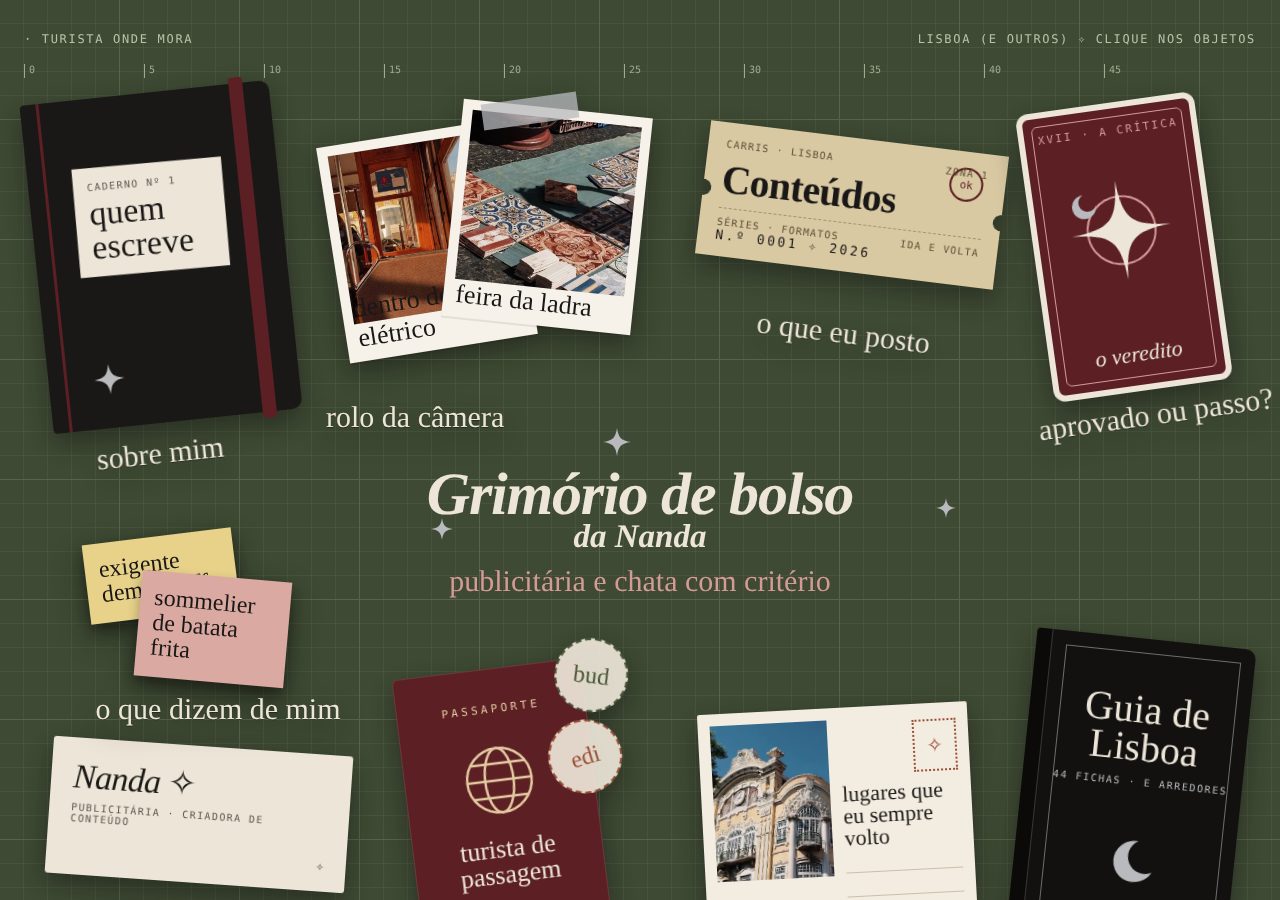 · TURISTA ONDE MORA
LISBOA (E OUTROS) ✧ CLIQUE NOS OBJETOS
0 5 10 15 20 25 30 35 40 45
CADERNO Nº 1
quem
escreve
sobre mim
dentro do
elétrico
feira da ladra
rolo da câmera
CARRIS · LISBOA
ZONA 1
ok
Conteúdos
SÉRIES · FORMATOS
N.º 0001 ✧ 2026
IDA E VOLTA
o que eu posto
XVII · A CRÍTICA
o veredito
aprovado ou passo?
Grimório de bolso
da Nanda
publicitária e chata com critério
exigente
sommelier
de batata
frita
o que dizem de mim
Nanda ✧
PUBLICITÁRIA · CRIADORA DE
CONTEÚDO
✧
PASSAPORTE
bud
edi
turista de
passagem
lugares que
eu sempre
volto
Guia de
Lisboa
44 FICHAS · E ARREDORES